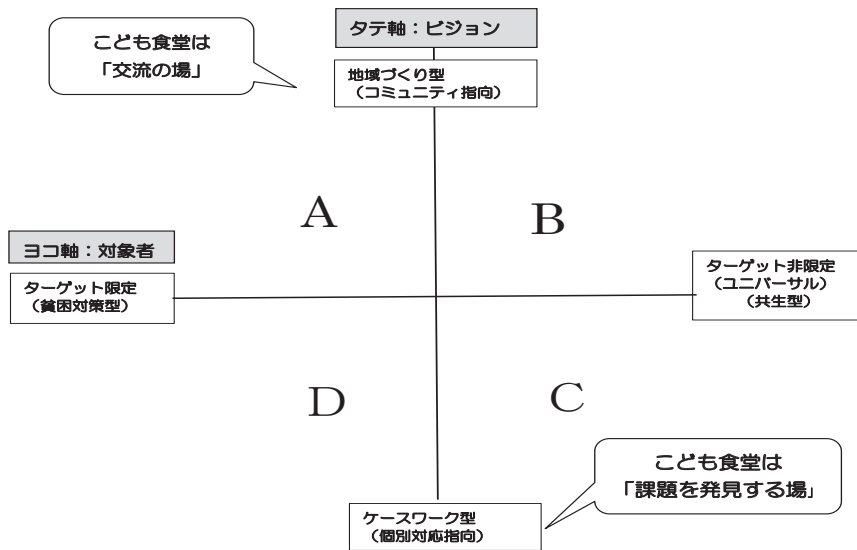 こども食堂は
「交流の場」
タテ軸：ビジョン
地域づくり型
（コミュニティ指向）
A
B
ヨコ軸：対象者
ターゲット限定
（貧困対策型）
ターゲット非限定
（ユニバーサル）
（共生型）
D
C
こども食堂は
「課題を発見する場」
ケースワーク型
（個別対応指向）